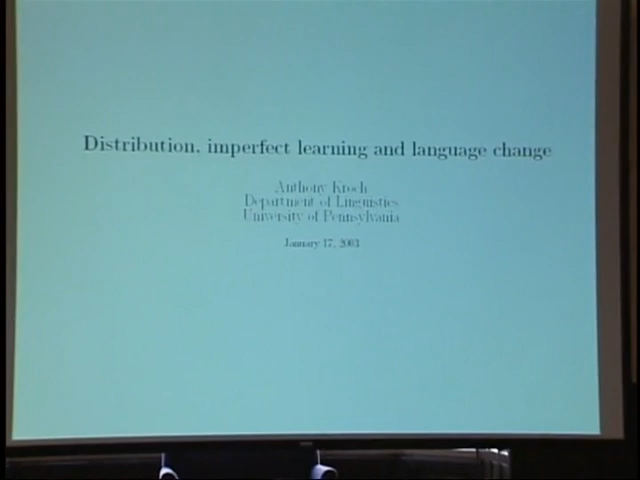 Distribution, imperfect learning and language change
Anthony Kroch
Department of Linguistics
University of Pennsylvania
January 17, 2003